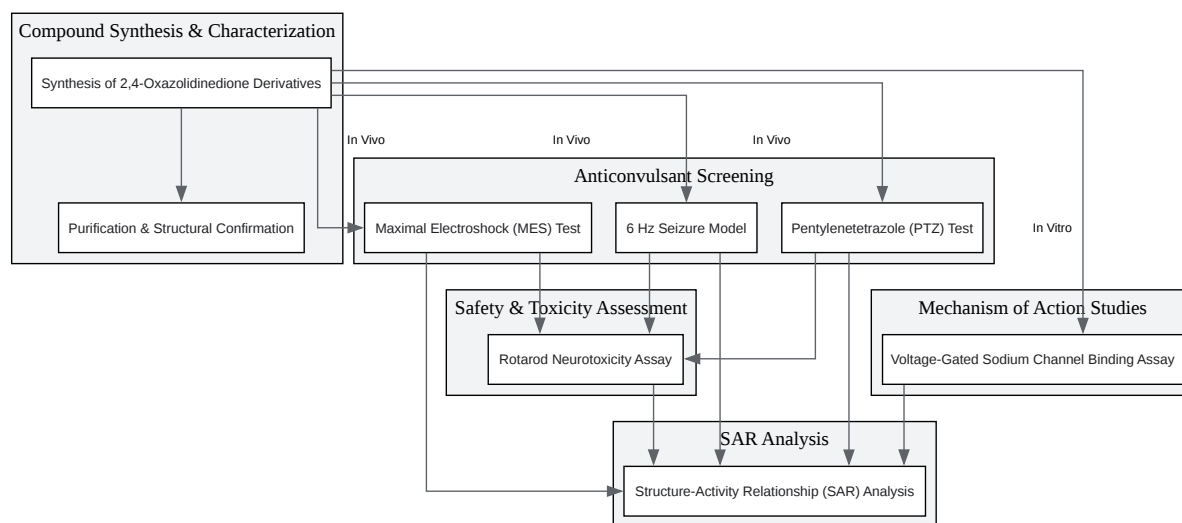 Compound Synthesis & Characterization
Synthesis of 2,4-Oxazolidinedione Derivatives
In Vivo
In Vivo
In Vivo
Anticonvulsant Screening
Purification & Structural Confirmation
Maximal Electroshock (MES) Test
6 Hz Seizure Model
Pentylenetetrazole (PTZ) Test
In Vitro
Safety & Toxicity Assessment
Mechanism of Action Studies
Rotarod Neurotoxicity Assay
Voltage-Gated Sodium Channel Binding Assay
SAR Analysis
Structure-Activity Relationship (SAR) Analysis